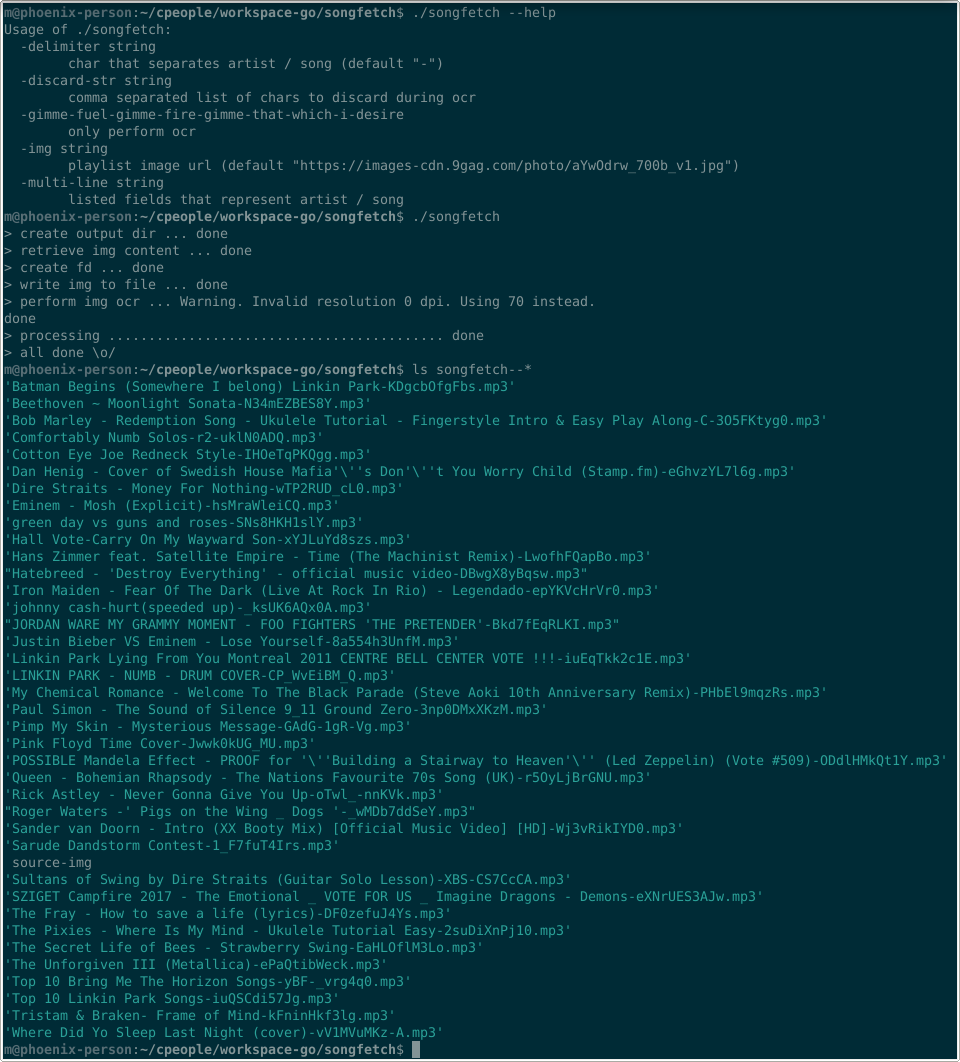 m@phoenix-person:~/cpeople/workspace-go/songfetch$ ./songfetch --help
Usage of ./songfetch:
  -delimiter string
        char that separates artist / song (default "-")
  -discard-str string
        comma separated list of chars to discard during ocr
  -gimme-fuel-gimme-fire-gimme-that-which-i-desire
        only perform ocr
  -img string
        playlist image url (default "https://images-cdn.9gag.com/photo/aYwOdrw_700b_v1.jpg")
  -multi-line string
        listed fields that represent artist / song
m@phoenix-person:~/cpeople/workspace-go/songfetch$ ./songfetch
> create output dir ... done
> retrieve img content ... done
> create fd ... done
> write img to file ... done
> perform img ocr ... Warning. Invalid resolution 0 dpi. Using 70 instead.
done
> processing .......................................... done
> all done \o/
m@phoenix-person:~/cpeople/workspace-go/songfetch$ ls songfetch--*
'Batman Begins (Somewhere I belong) Linkin Park-KDgcbOfgFbs.mp3'
'Beethoven ~ Moonlight Sonata-N34mEZBES8Y.mp3'
'Bob Marley - Redemption Song - Ukulele Tutorial - Fingerstyle Intro & Easy Play Along-C-3O5FKtyg0.mp3'
'Comfortably Numb Solos-r2-uklN0ADQ.mp3'
'Cotton Eye Joe Redneck Style-IHOeTqPKQgg.mp3'
'Dan Henig - Cover of Swedish House Mafia'\''s Don'\''t You Worry Child (Stamp.fm)-eGhvzYL7l6g.mp3'
'Dire Straits - Money For Nothing-wTP2RUD_cL0.mp3'
'Eminem - Mosh (Explicit)-hsMraWleiCQ.mp3'
'green day vs guns and roses-SNs8HKH1slY.mp3'
'Hall Vote-Carry On My Wayward Son-xYJLuYd8szs.mp3'
'Hans Zimmer feat. Satellite Empire - Time (The Machinist Remix)-LwofhFQapBo.mp3'
"Hatebreed - 'Destroy Everything' - official music video-DBwgX8yBqsw.mp3"
'Iron Maiden - Fear Of The Dark (Live At Rock In Rio) - Legendado-epYKVcHrVr0.mp3'
'johnny cash-hurt(speeded up)-_ksUK6AQx0A.mp3'
"JORDAN WARE MY GRAMMY MOMENT - FOO FIGHTERS 'THE PRETENDER'-Bkd7fEqRLKI.mp3"
'Justin Bieber VS Eminem - Lose Yourself-8a554h3UnfM.mp3'
'Linkin Park Lying From You Montreal 2011 CENTRE BELL CENTER VOTE !!!-iuEqTkk2c1E.mp3'
'LINKIN PARK - NUMB - DRUM COVER-CP_WvEiBM_Q.mp3'
'My Chemical Romance - Welcome To The Black Parade (Steve Aoki 10th Anniversary Remix)-PHbEl9mqzRs.mp3'
'Paul Simon - The Sound of Silence 9_11 Ground Zero-3np0DMxXKzM.mp3'
'Pimp My Skin - Mysterious Message-GAdG-1gR-Vg.mp3'
'Pink Floyd Time Cover-Jwwk0kUG_MU.mp3'
'POSSIBLE Mandela Effect - PROOF for '\''Building a Stairway to Heaven'\'' (Led Zeppelin) (Vote #509)-ODdlHMkQt1Y.mp3'
'Queen - Bohemian Rhapsody - The Nations Favourite 70s Song (UK)-r5OyLjBrGNU.mp3'
'Rick Astley - Never Gonna Give You Up-oTwl_-nnKVk.mp3'
"Roger Waters -' Pigs on the Wing _ Dogs '-_wMDb7ddSeY.mp3"
'Sander van Doorn - Intro (XX Booty Mix) [Official Music Video] [HD]-Wj3vRikIYD0.mp3'
'Sarude Dandstorm Contest-1_F7fuT4Irs.mp3'
 source-img
'Sultans of Swing by Dire Straits (Guitar Solo Lesson)-XBS-CS7CcCA.mp3'
'SZIGET Campfire 2017 - The Emotional _ VOTE FOR US _ Imagine Dragons - Demons-eXNrUES3AJw.mp3'
'The Fray - How to save a life (lyrics)-DF0zefuJ4Ys.mp3'
'The Pixies - Where Is My Mind - Ukulele Tutorial Easy-2suDiXnPj10.mp3'
'The Secret Life of Bees - Strawberry Swing-EaHLOflM3Lo.mp3'
'The Unforgiven III (Metallica)-ePaQtibWeck.mp3'
'Top 10 Bring Me The Horizon Songs-yBF-_vrg4q0.mp3'
'Top 10 Linkin Park Songs-iuQSCdi57Jg.mp3'
'Tristam & Braken- Frame of Mind-kFninHkf3lg.mp3'
'Where Did Yo Sleep Last Night (cover)-vV1MVuMKz-A.mp3'
m@phoenix-person:~/cpeople/workspace-go/songfetch$